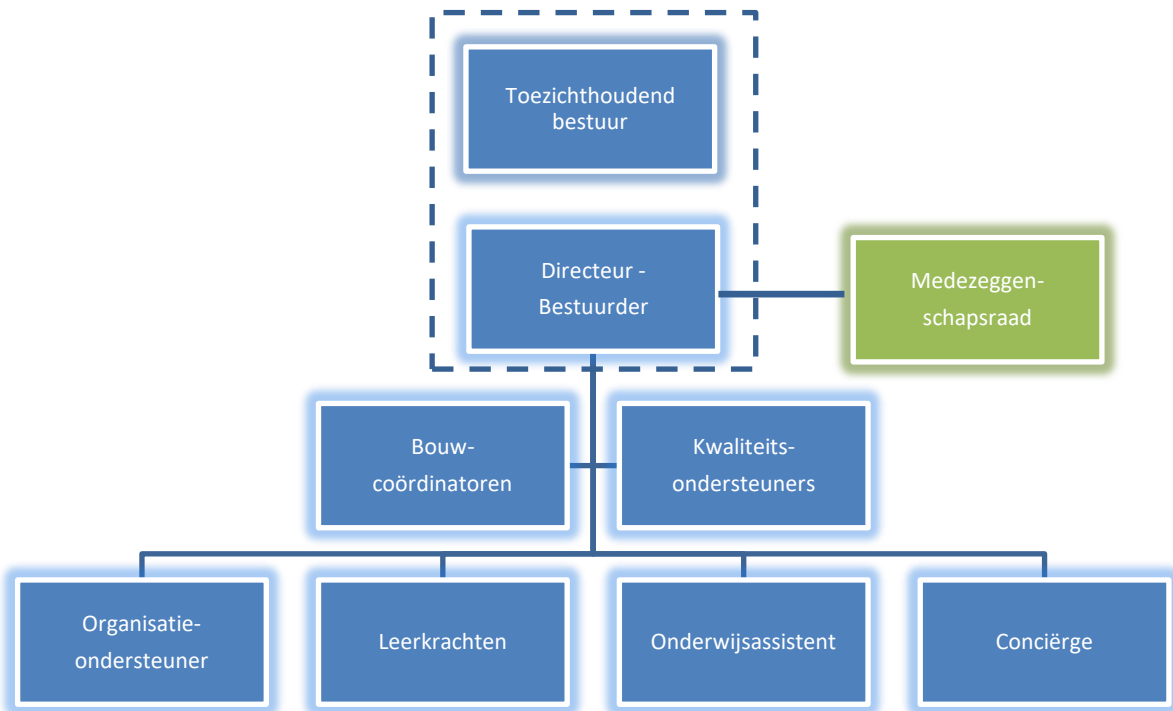 Toezichthoudend
bestuur
Directeur -
Bestuurder
Medezeggen-
schapsraad
Bouw-
coördinatoren
Kwaliteits-
ondersteuners
Organisatie-
ondersteuner
Leerkrachten
Onderwijsassistent
Conciërge